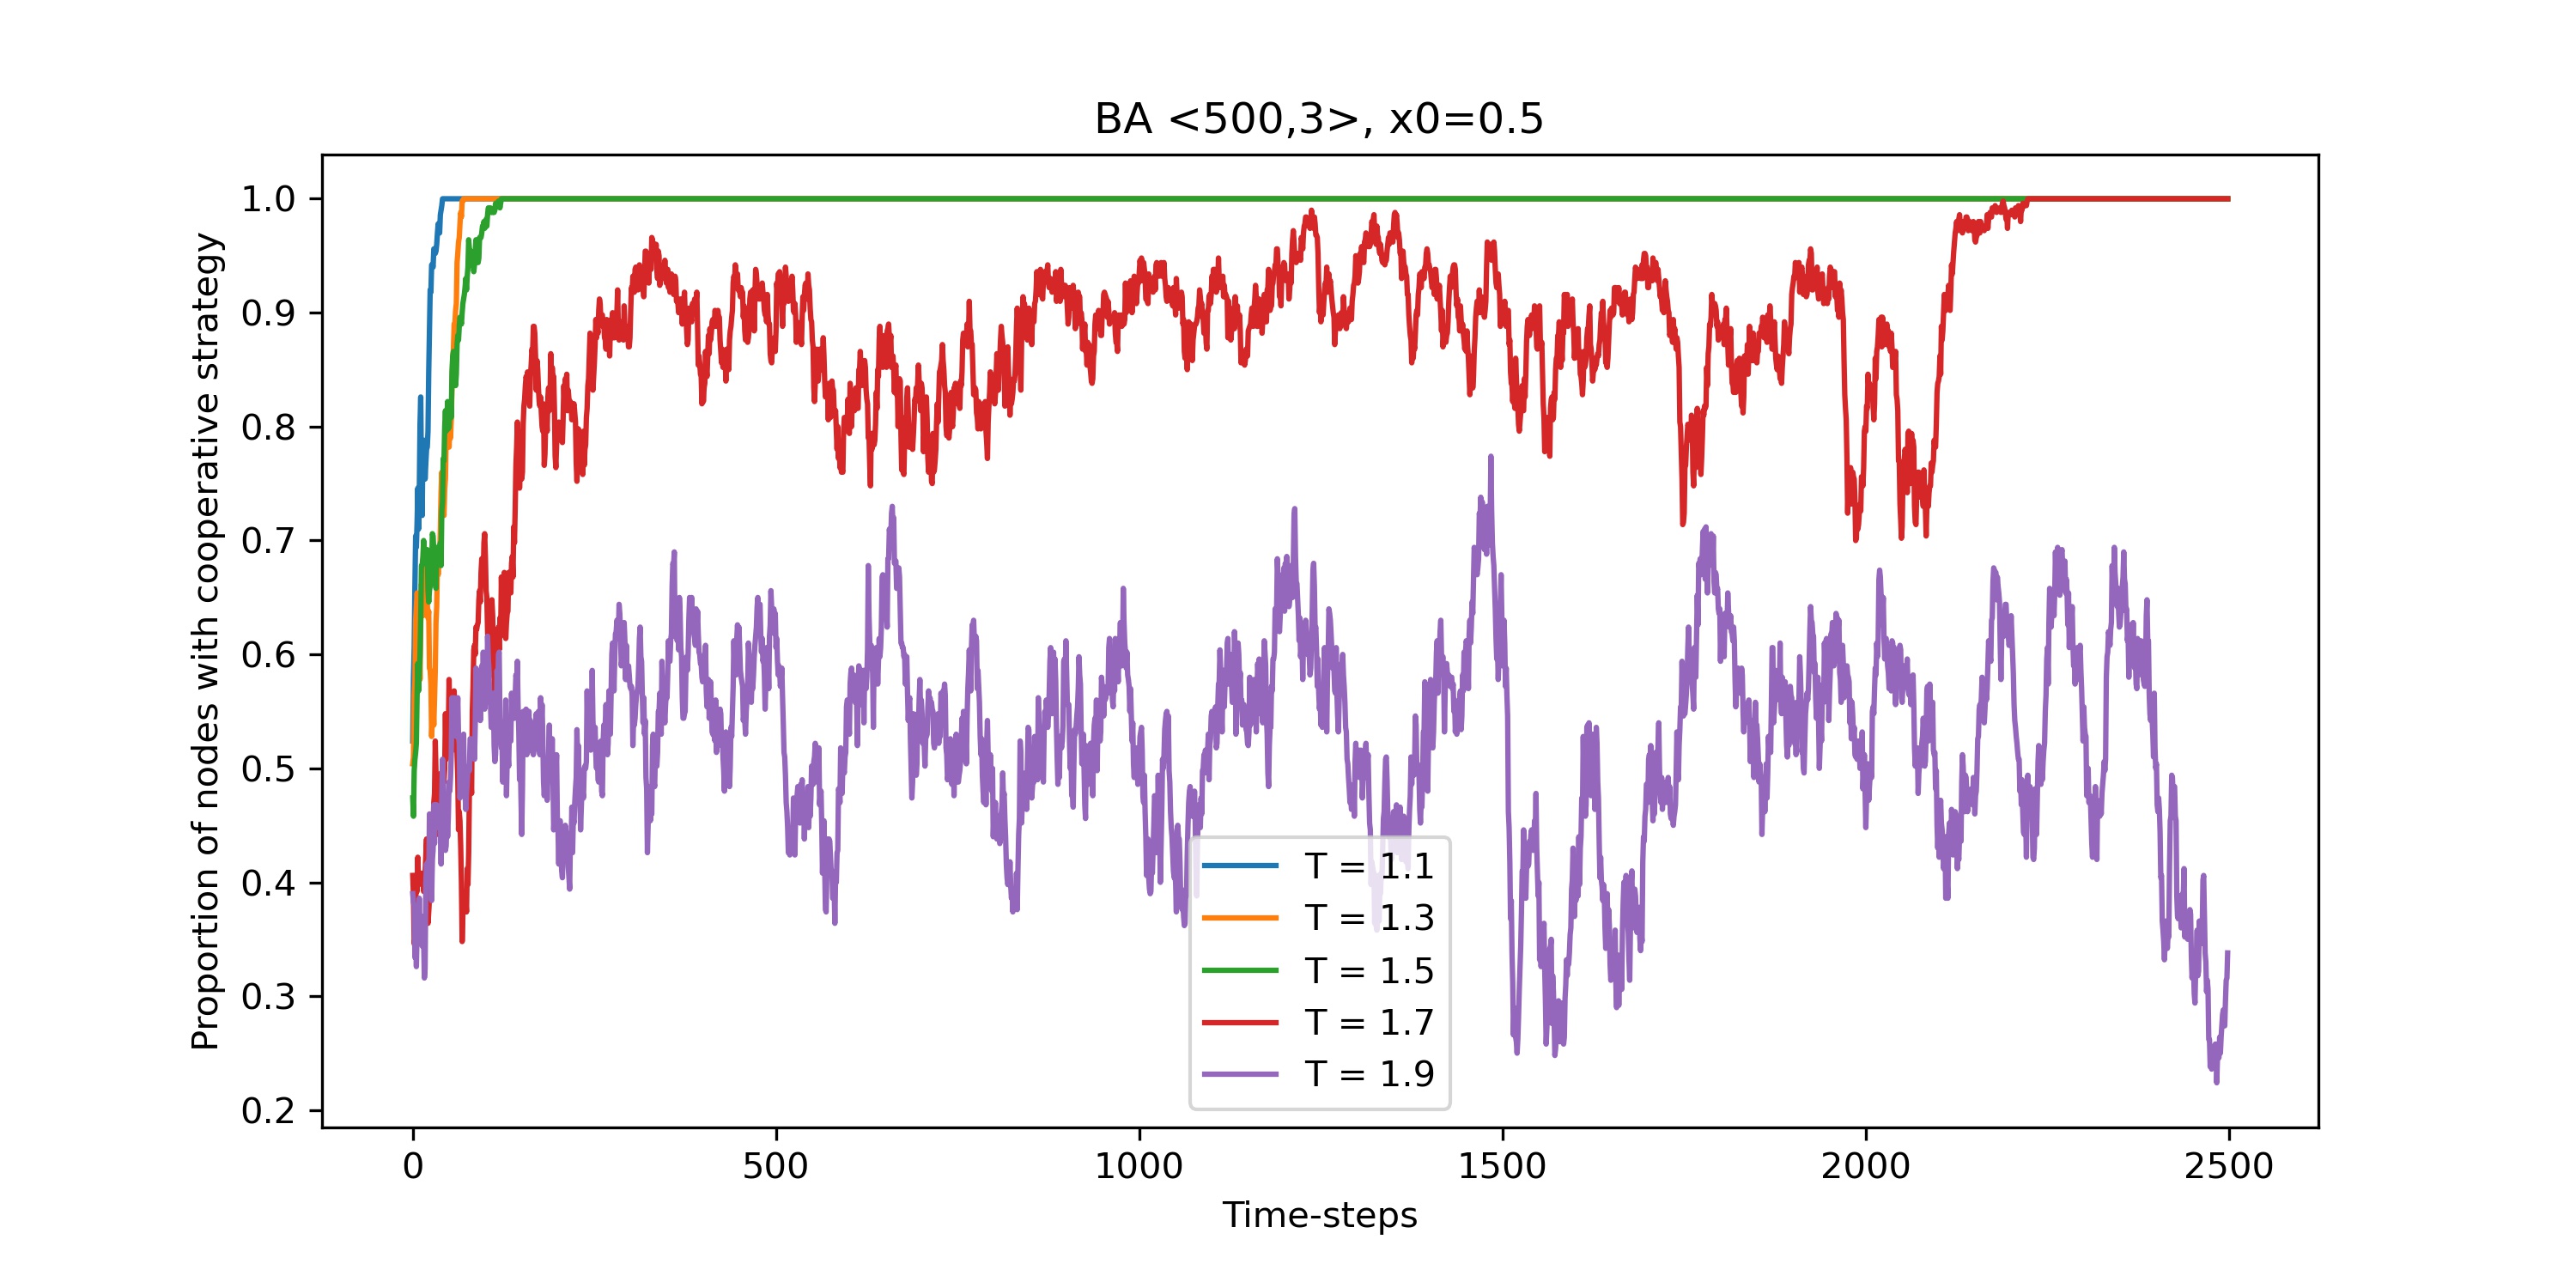 BA <500,3>, x0=0.5
Proportion of nodes with cooperative strategy
1.0
0.9
0.8
0.7
0.6
0.5
0.4
0.3
0.2
T = 1.1
T = 1.3
T = 1.5
T = 1.7
T = 1.9
0 500 1000 1500 2000 2500
Time-steps